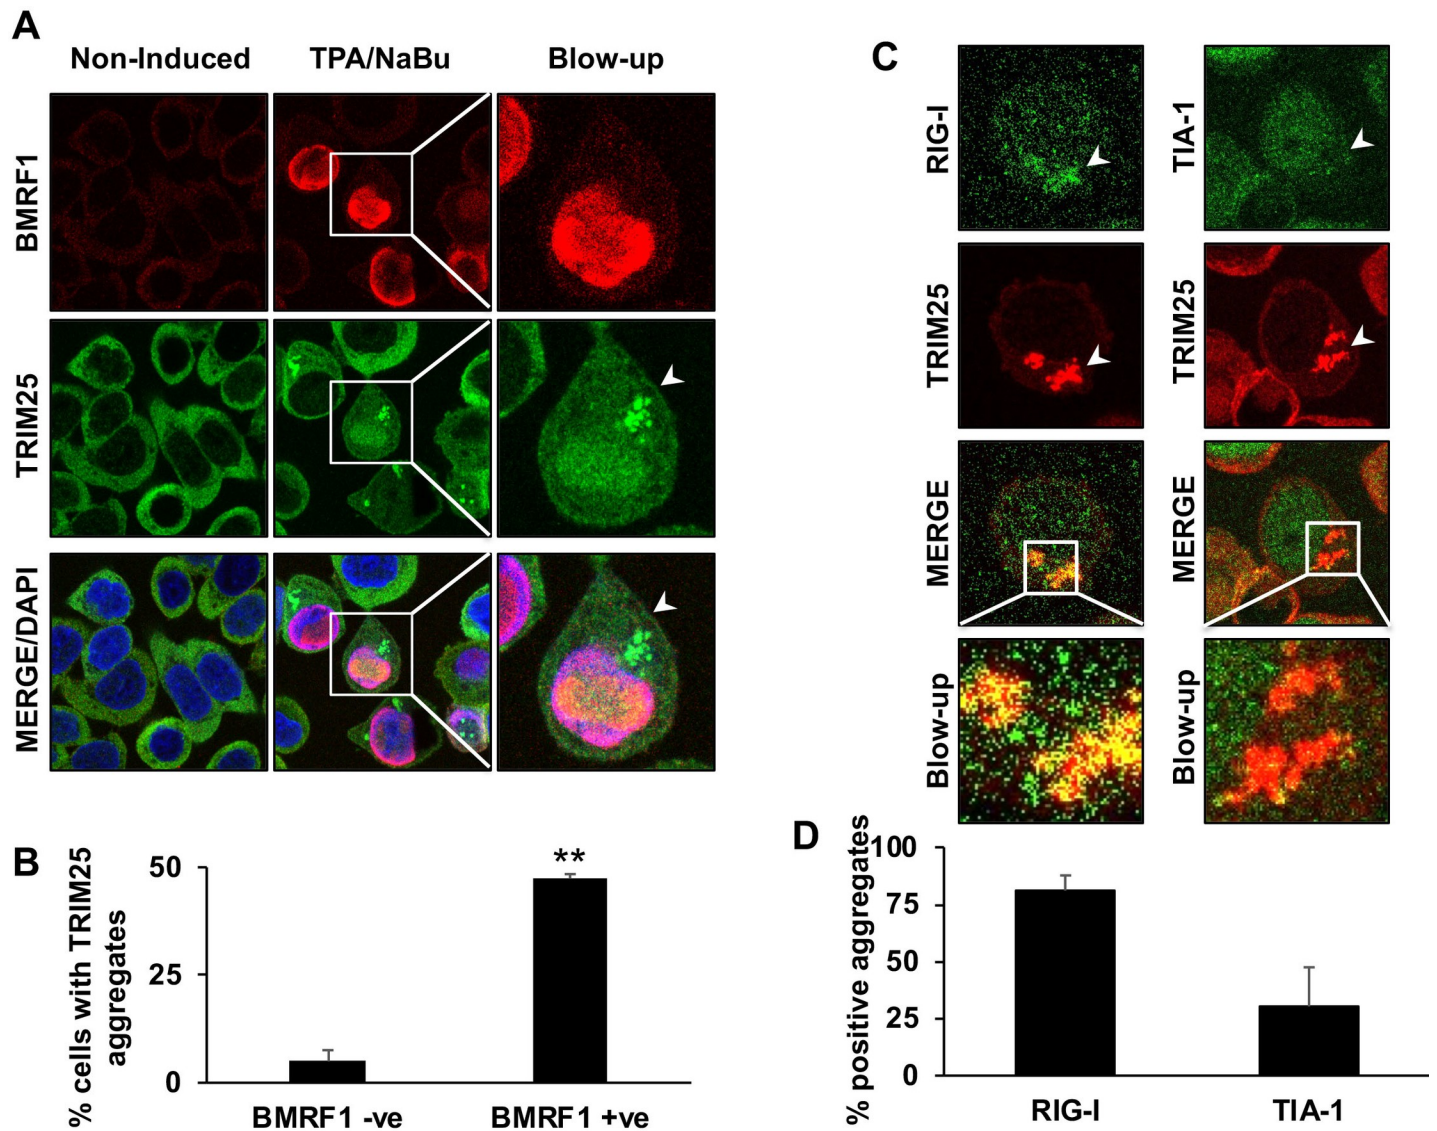 A
Non-Induced
TPA/NaBu
Blow-up
BMRF1
TRIM25
MERGE/DAPI
B
% cells with TRIM25
aggregates
50
25
0
**
BMRF1 -ve
BMRF1 +ve
C
RIG-I
TRIM25
MERGE
Blow-up
TIA-1
TRIM25
MERGE
Blow-up
D
% positive aggregates
100
75
50
25
0
RIG-I
TIA-1